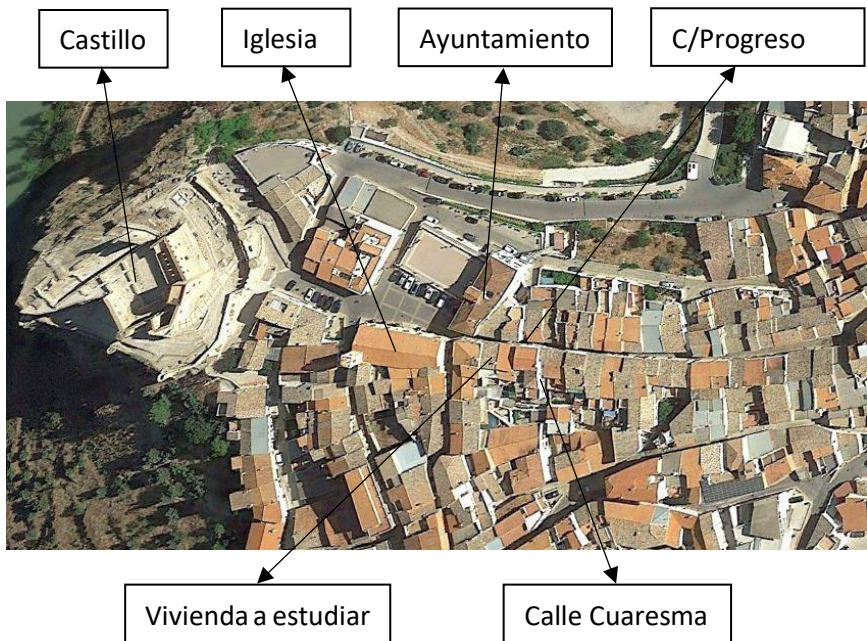 Castillo
Iglesia
Ayuntamiento
C/Progreso
Vivienda a estudiar
Calle Cuaresma